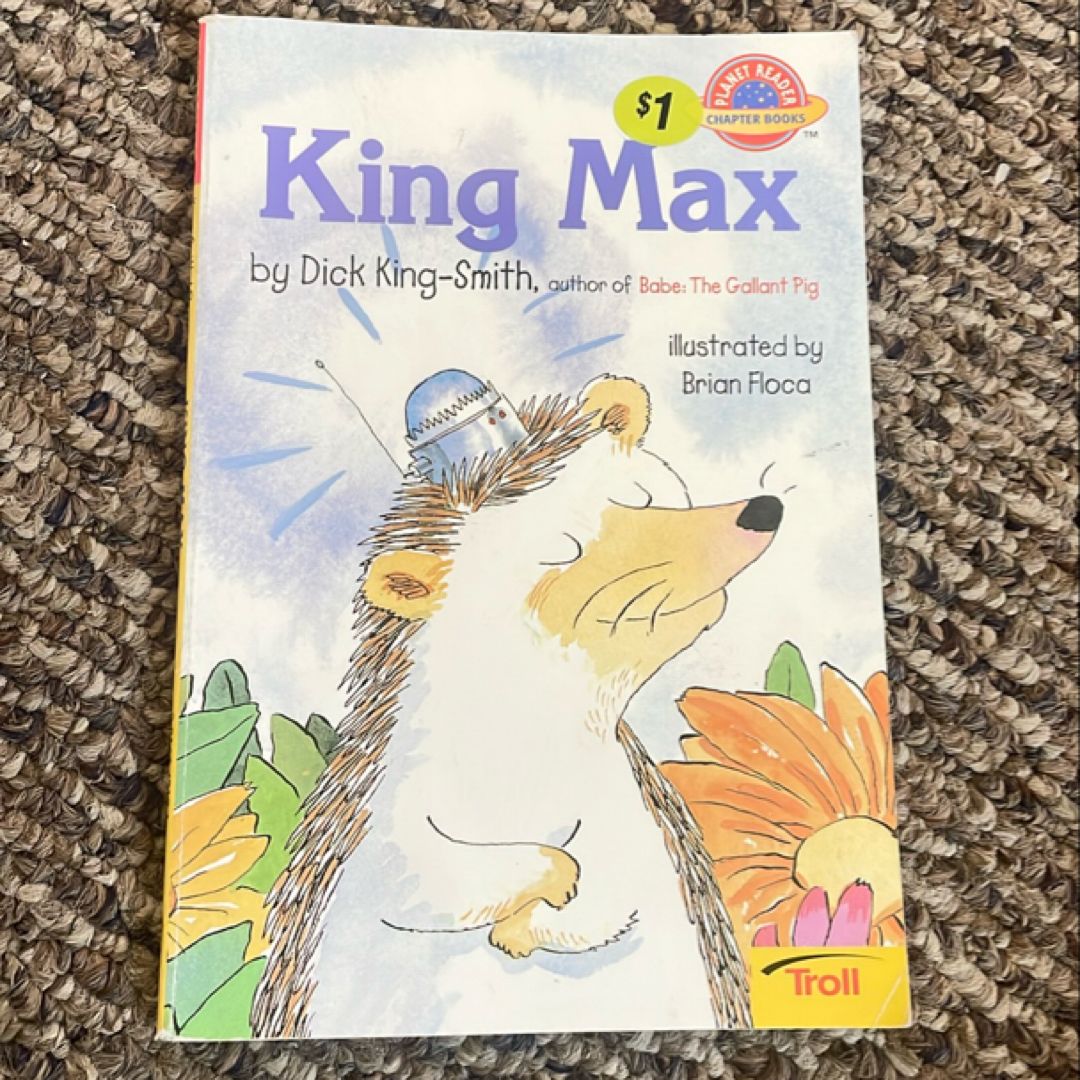 PLANET READER
CHAPTER BOOKS
TM
$1
King Max
by Dick King-Smith, author of Babe: The Gallant Pig
illustrated by
Brian Floca
Troll